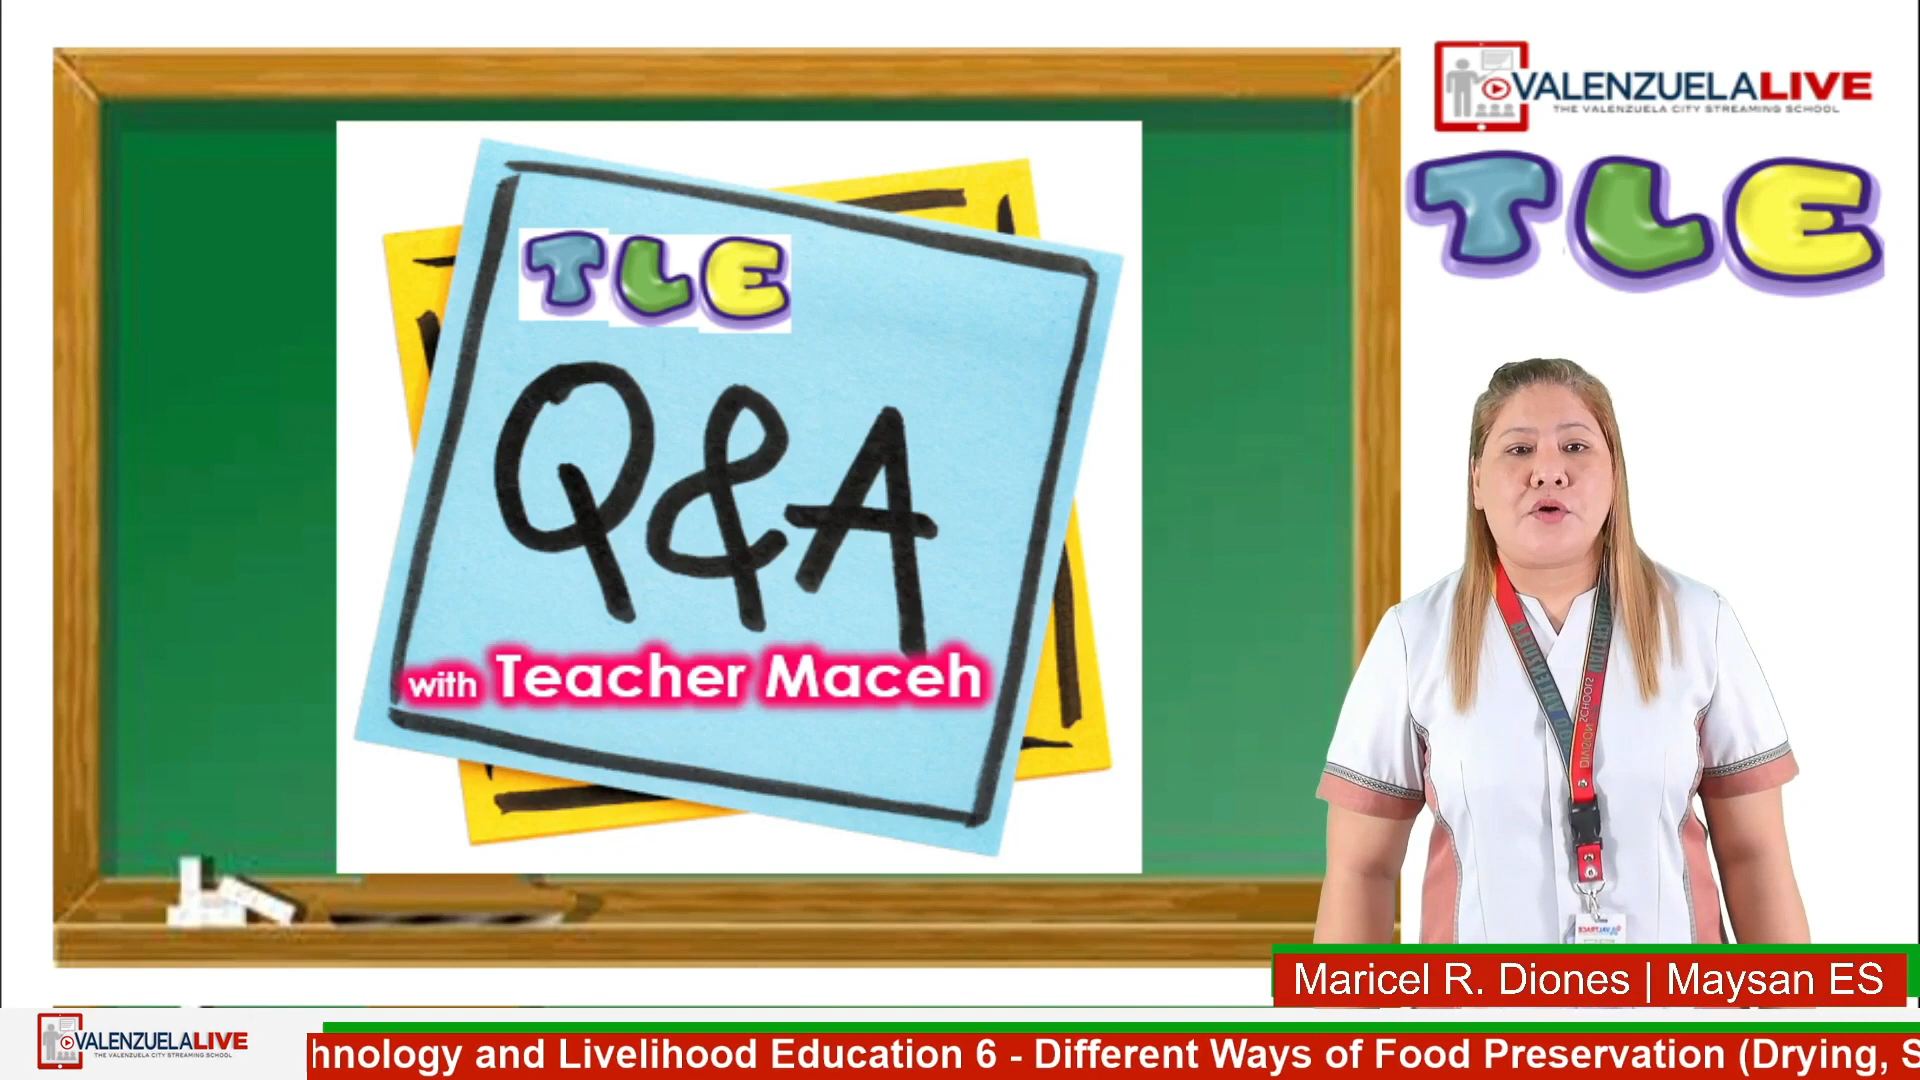 VALENZUELALIVE
THE VALENZUELA CITY STREAMING SCHOOL
TLE
TLE
Q&A
with Teacher Maceh
Maricel R. Diones | Maysan ES
VALENZUELALIVE
THE VALENZUELA CITY STREAMING SCHOOL
hnology and Livelihood Education 6 - Different Ways of Food Preservation (Drying, S